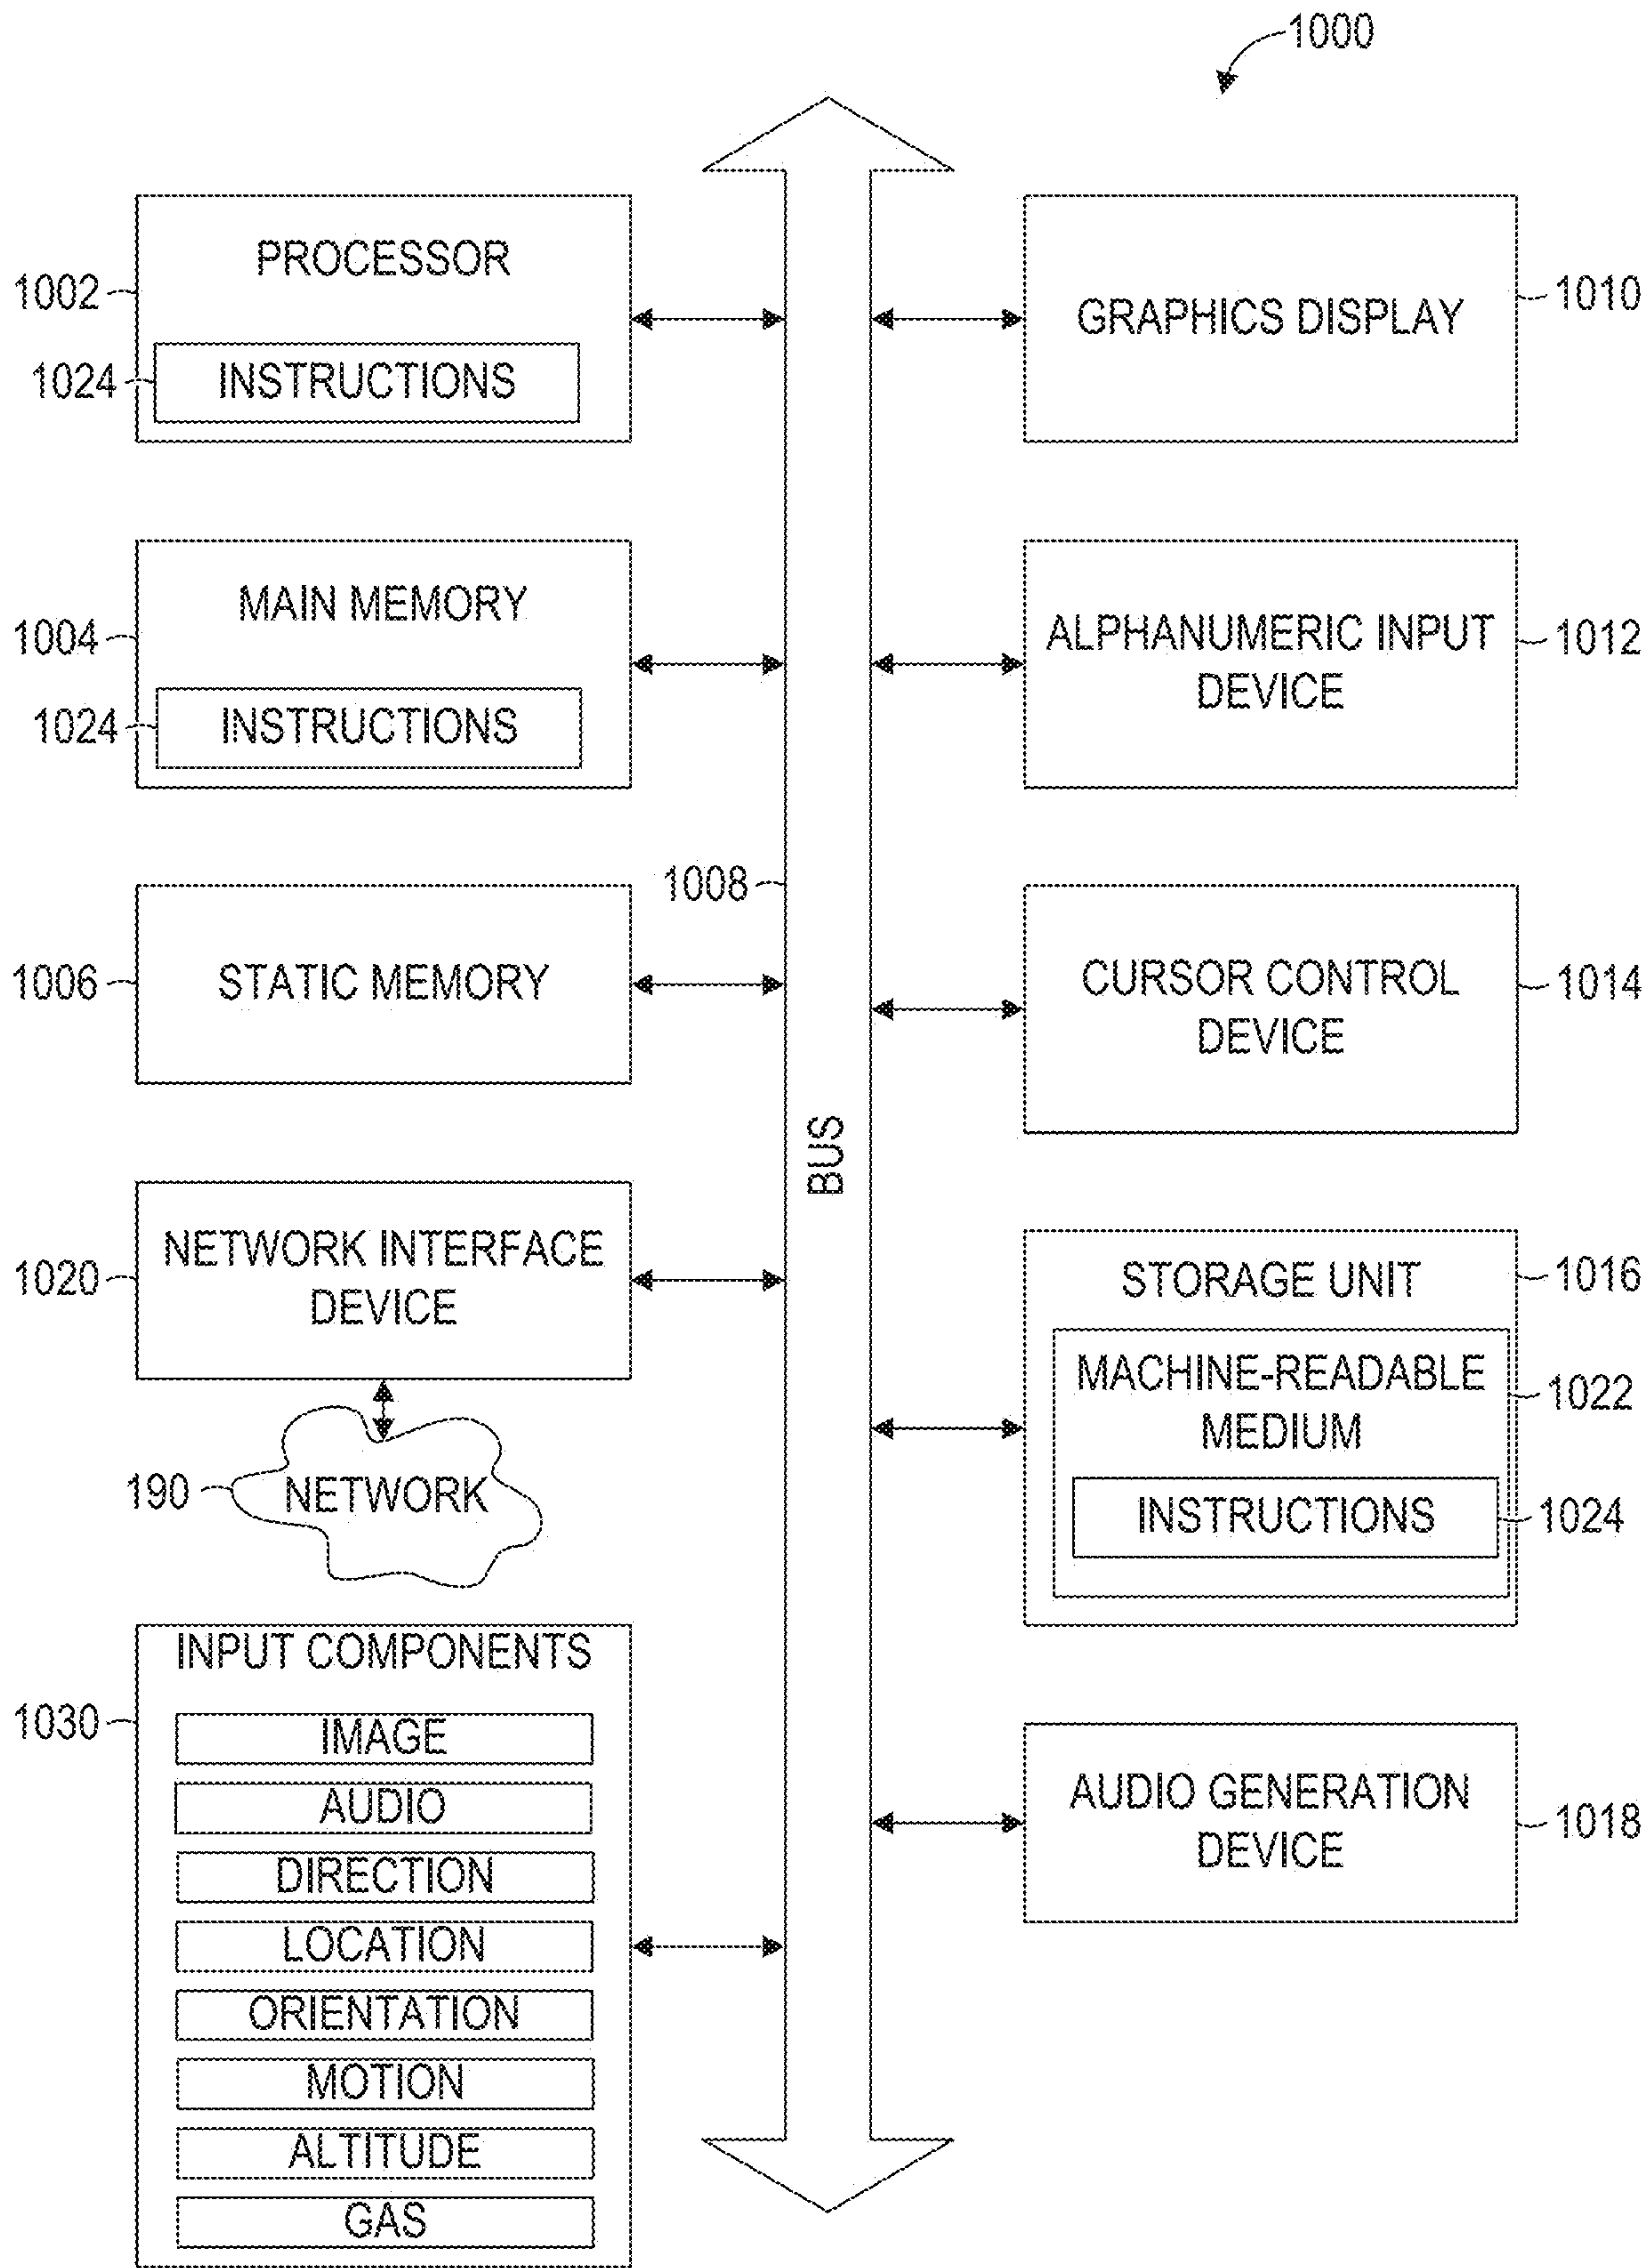 1000
PROCESSOR
1002
1024
INSTRUCTIONS
MAIN MEMORY
1004
1024
INSTRUCTIONS
1008
1006
STATIC MEMORY
BUS
NETWORK INTERFACE
DEVICE
1020
190
NETWORK
INPUT COMPONENTS
1030
IMAGE
AUDIO
DIRECTION
LOCATION
ORIENTATION
MOTION
ALTITUDE
GAS
GRAPHICS DISPLAY
1010
ALPHANUMERIC INPUT
DEVICE
1012
CURSOR CONTROL
DEVICE
1014
STORAGE UNIT
1016
MACHINE-READABLE
MEDIUM
1022
INSTRUCTIONS
1024
AUDIO GENERATION
DEVICE
1018